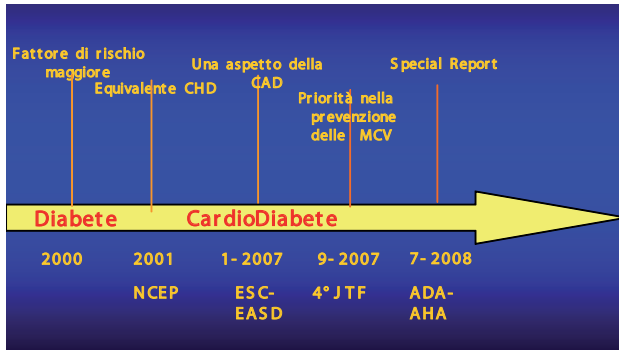 Fattore di rischio
maggiore
Equivalente CHD
Una aspetto della
CAD
Priorità nella
prevenzione
delle MCV
Special Report
Diabete
CardioDiabete
2000
2001
1-2007
9-2007
7-2008
NCEP
ESC-
EASD
4° JTF
ADA-
AHA